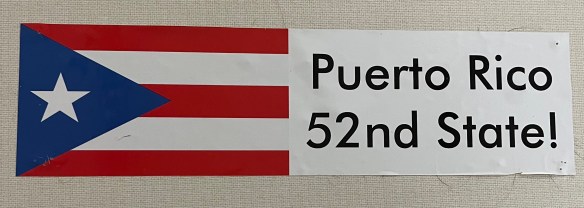 Puerto Rico
52nd State!